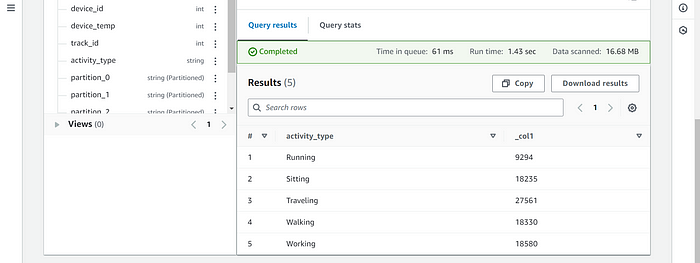 device_id int
device_temp int
track_id int
activity_type string
partition_0 string (Partitioned)
partition_1 string (Partitioned)
partition_2 string (Partitioned)
Views (0) 1
Query results Query stats
Completed Time in queue: 61 ms Run time: 1.43 sec Data scanned: 16.68 MB
Results (5) Copy Download results
Search rows 1
# activity_type _col1
1 Running 9294
2 Sitting 18235
3 Traveling 27561
4 Walking 18330
5 Working 18580